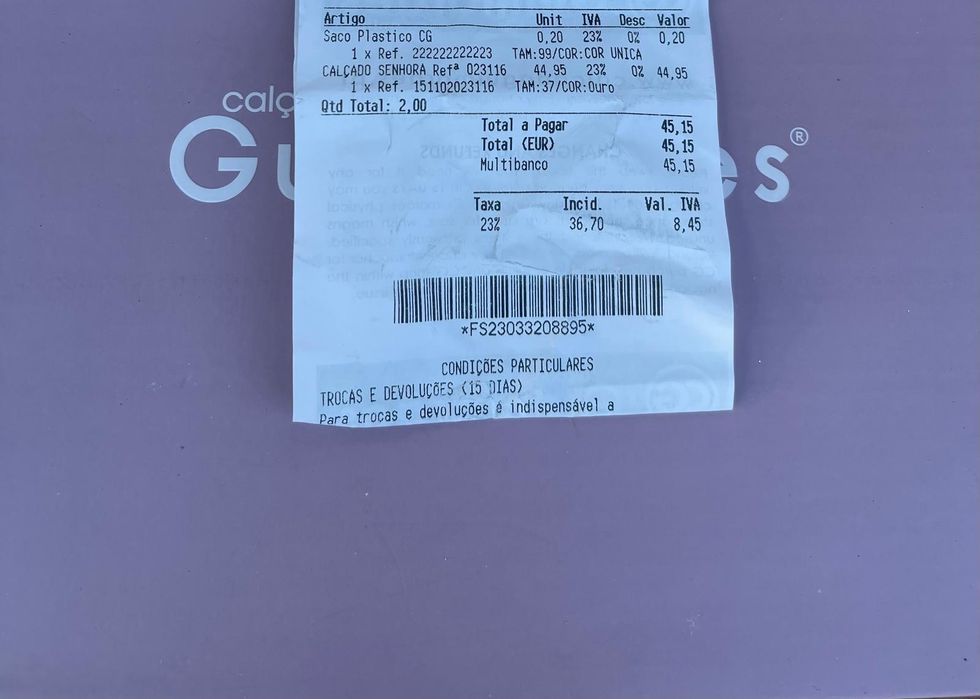 Artigo Unit IVA Desc Valor
Saco Plastico CG 0,20 23% 0% 0,20
1 x Ref. 222222222223 TAM:99/COR:COR UNICA
CALÇADO SENHORA Refª 023116 44,95 23% 0% 44,95
1 x Ref. 151102023116 TAM:37/COR:Ouro
Qtd Total: 2,00
Total a Pagar 45,15
Total (EUR) 45,15
Multibanco 45,15
Taxa Incid. Val. IVA
23% 36,70 8,45
*FS23033208895*
CONDIÇÕES PARTICULARES
TROCAS E DEVOLUÇÕES (15 DIAS)
Para trocas e devoluções é indispensável a